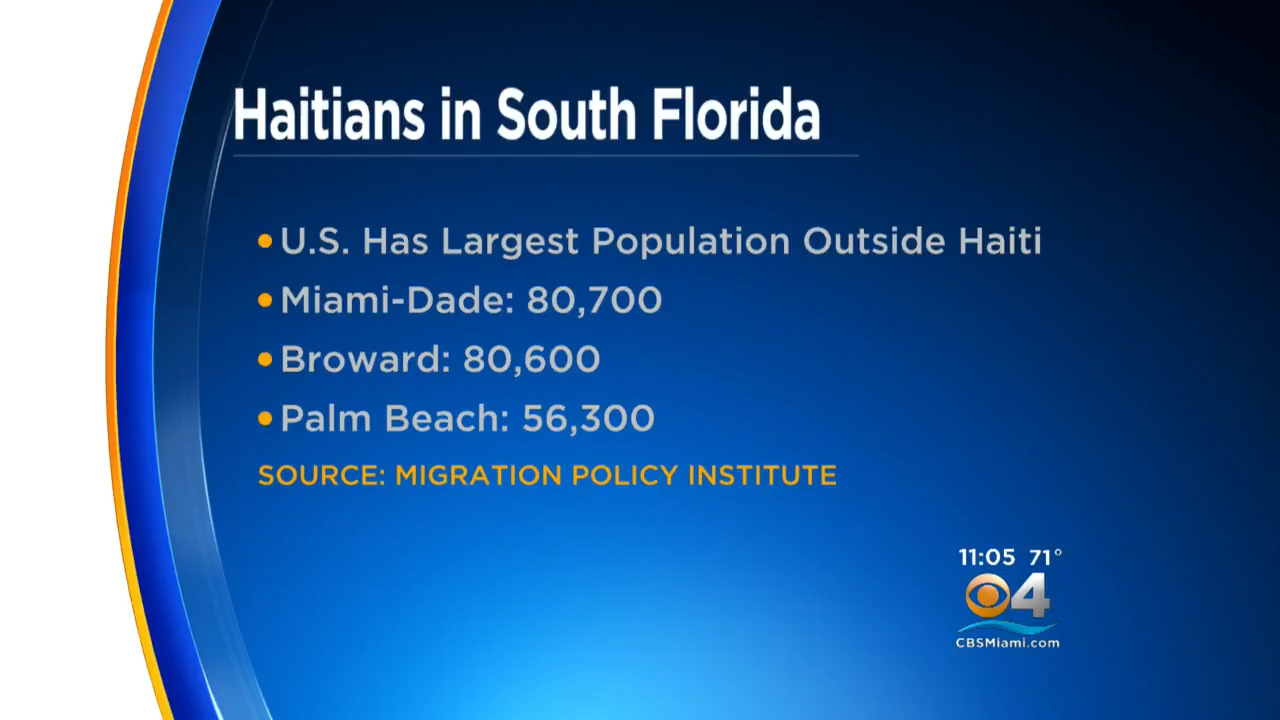 Haitians in South Florida
• U.S. Has Largest Population Outside Haiti
• Miami-Dade: 80,700
• Broward: 80,600
• Palm Beach: 56,300
SOURCE: MIGRATION POLICY INSTITUTE
11:05 71°
4
CBSMiami.com